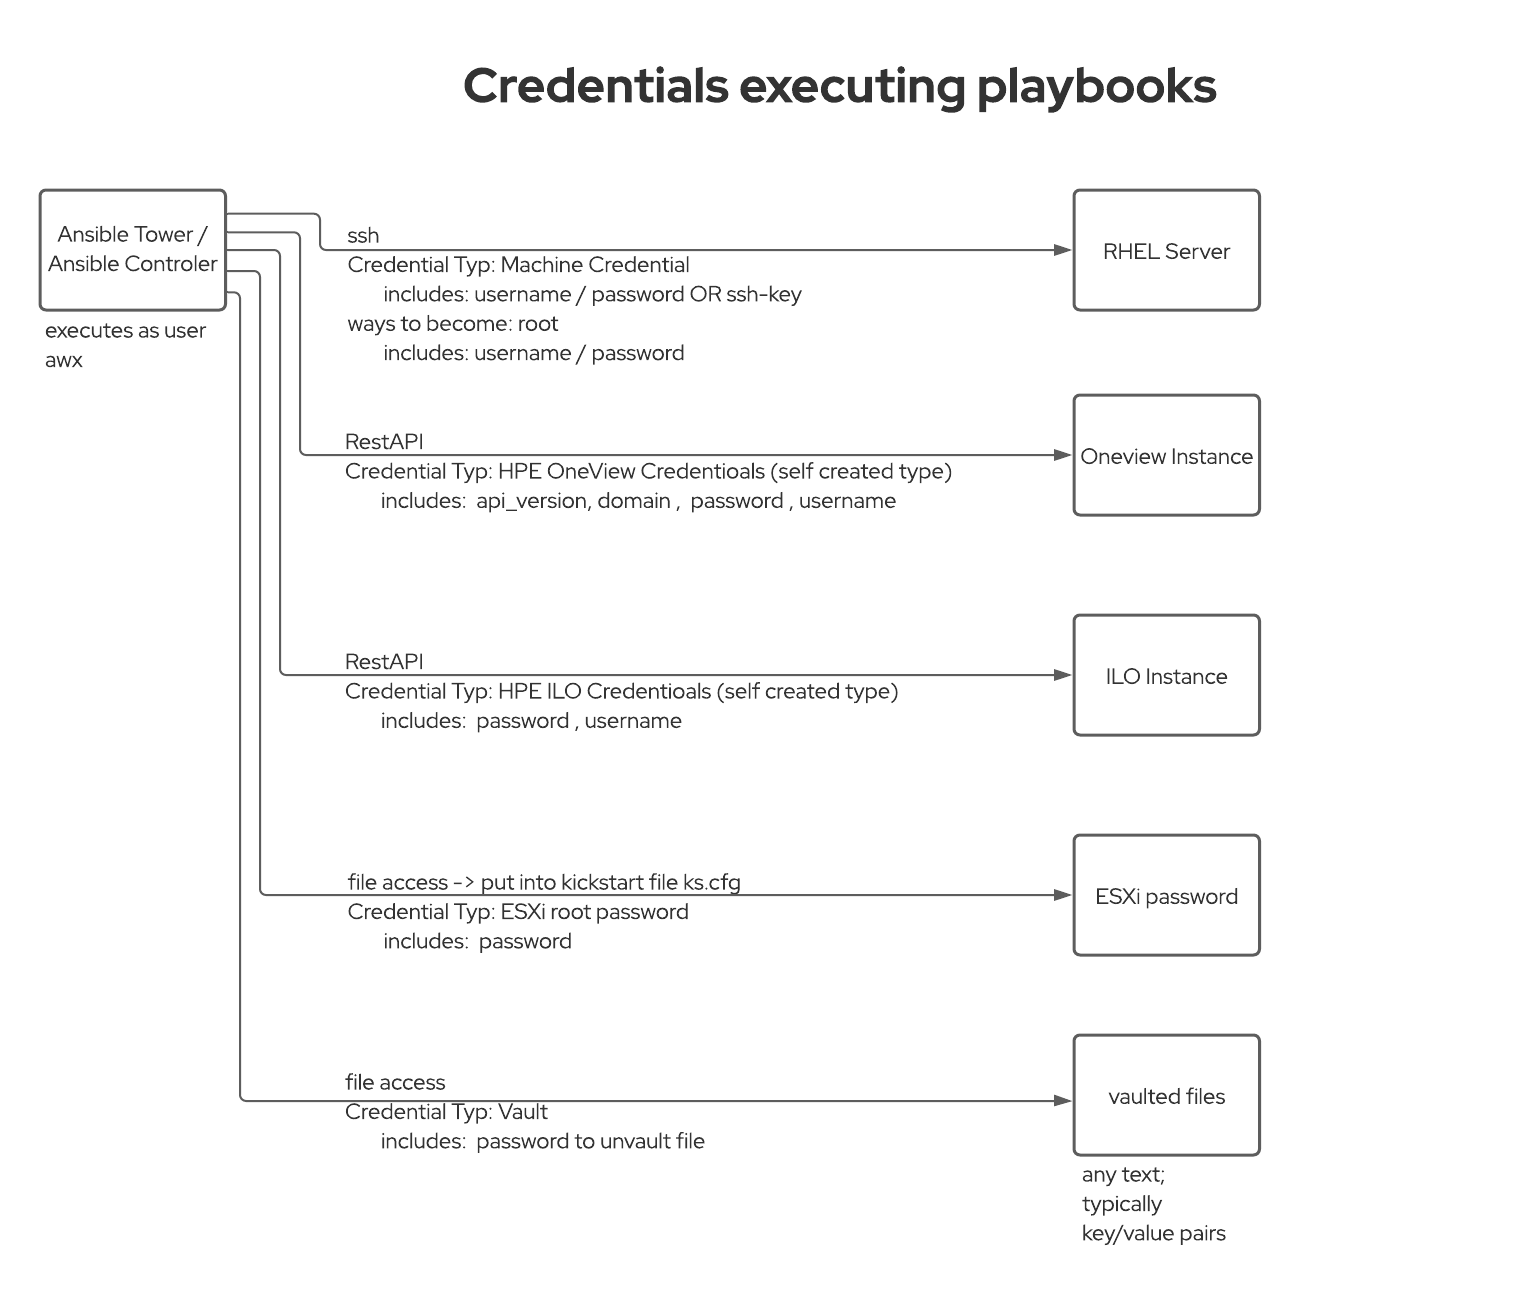 Credentials executing playbooks
Ansible Tower /
Ansible Controler
executes as user
awx
ssh
Credential Typ: Machine Credential
includes: username / password OR ssh-key
ways to become: root
includes: username / password
RHEL Server
RestAPI
Credential Typ: HPE OneView Credentioals (self created type)
includes:  api_version, domain ,  password , username
Oneview Instance
RestAPI
Credential Typ: HPE ILO Credentioals (self created type)
includes:  password , username
ILO Instance
file access -> put into kickstart file ks.cfg
Credential Typ: ESXi root password
includes:  password
ESXi password
file access
Credential Typ: Vault
includes:  password to unvault file
vaulted files
any text;
typically
key/value pairs